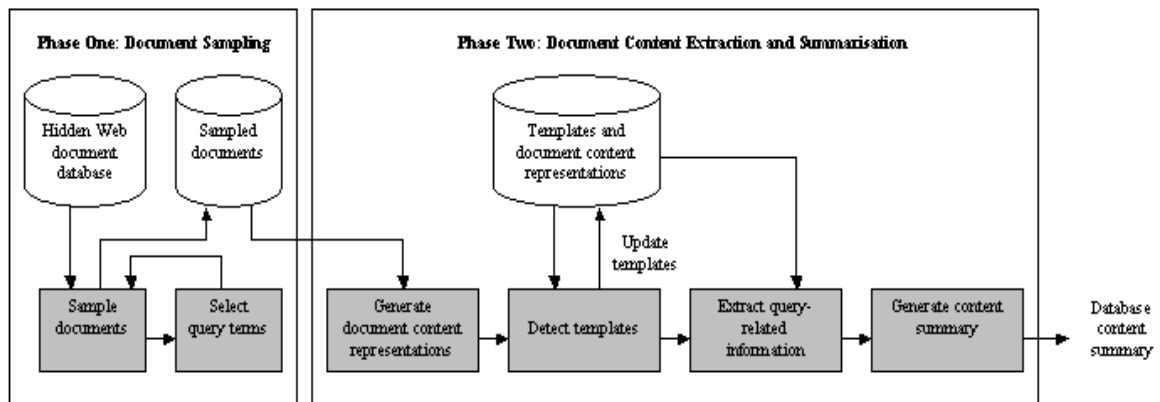 Phase One: Document Sampling
Hidden Web
document
database
Sampled
documents
Sample
documents
Select
query terms
Phase Two: Document Content Extraction and Summarisation
Templates and
document content
representations
Update
templates
Generate
document content
representations
Detect templates
Extract query-
related
information
Generate content
summary
Database
content
summary